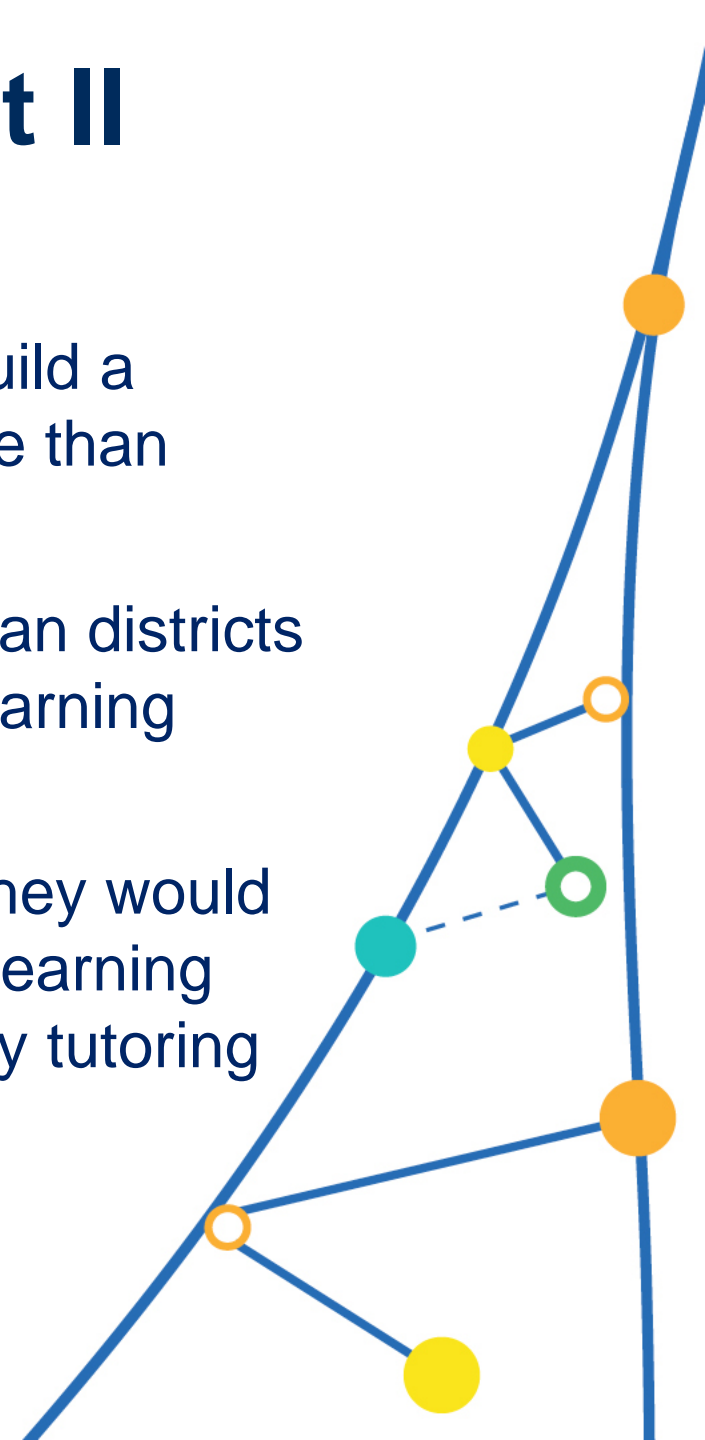 t II
uild a
e than
an districts
arning
hey would
earning
y tutoring